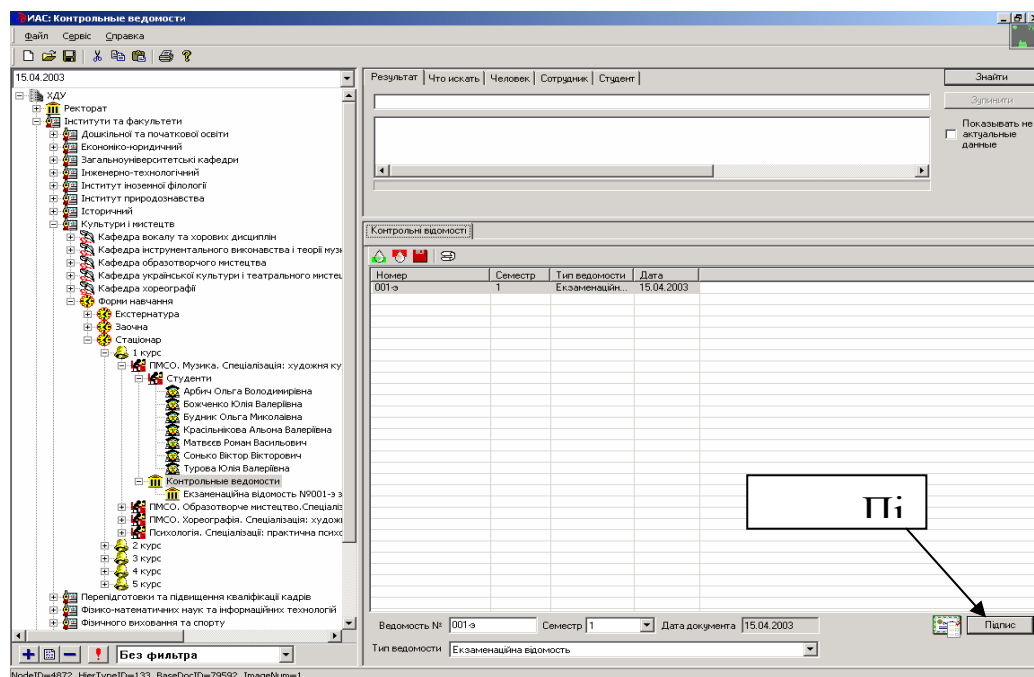 ИАС: Контрольные ведомости
Файл Сервіс Справка
15.04.2003
ХДУ
Ректорат
Інститути та факультети
Дошкільної та початкової освіти
Економіко-юридичний
Загальноуніверситетські кафедри
Інженерно-технологічний
Інститут іноземної філології
Інститут природознавства
Історичний
Культури і мистецтв
Кафедра вокалу та хорових дисциплін
Кафедра інструментального виконавства і теорії музи
Кафедра образотворчого мистецтва
Кафедра української культури і театрального мистец
Кафедра хореографії
Форми навчання
Екстернатура
Заочна
Стаціонар
1 курс
ПМСО. Музика. Спеціалізація: художня ку
Студенти
Арбич Ольга Володимирівна
Божченко Юлія Валеріївна
Будник Ольга Миколаївна
Красільнікова Альона Валеріївна
Матвєєв Роман Васильович
Сонько Віктор Вікторович
Турова Юлія Валеріївна
Контрольные ведомости
Екзаменаційна відомость №001-э з
ПМСО. Образотворче мистецтво.Спеціаліз
ПМСО. Хореографія. Спеціалізація: художн
Психологія. Спеціалізації: практична психо
2 курс
3 курс
4 курс
5 курс
Перепідготовки та підвищення кваліфікації кадрів
Фізико-математичних наук та інформаційних технологій
Фізичного виховання та спорту
Без фильтра
Результат Что искать Человек Сотрудник Студент
Знайти
Зупинити
Показывать не
актуальные
данные
Контрольні відомості
Номер Семестр Тип ведомости Дата
001-э 1 Екзаменаційн... 15.04.2003
Пі
Ведомость № 001-э Семестр 1 Дата документа 15.04.2003
Підпис
Тип ведомости Екзаменаційна відомость
NodeID=4872, HierTypeID=133, BaseDocID=79592, ImageNum=1